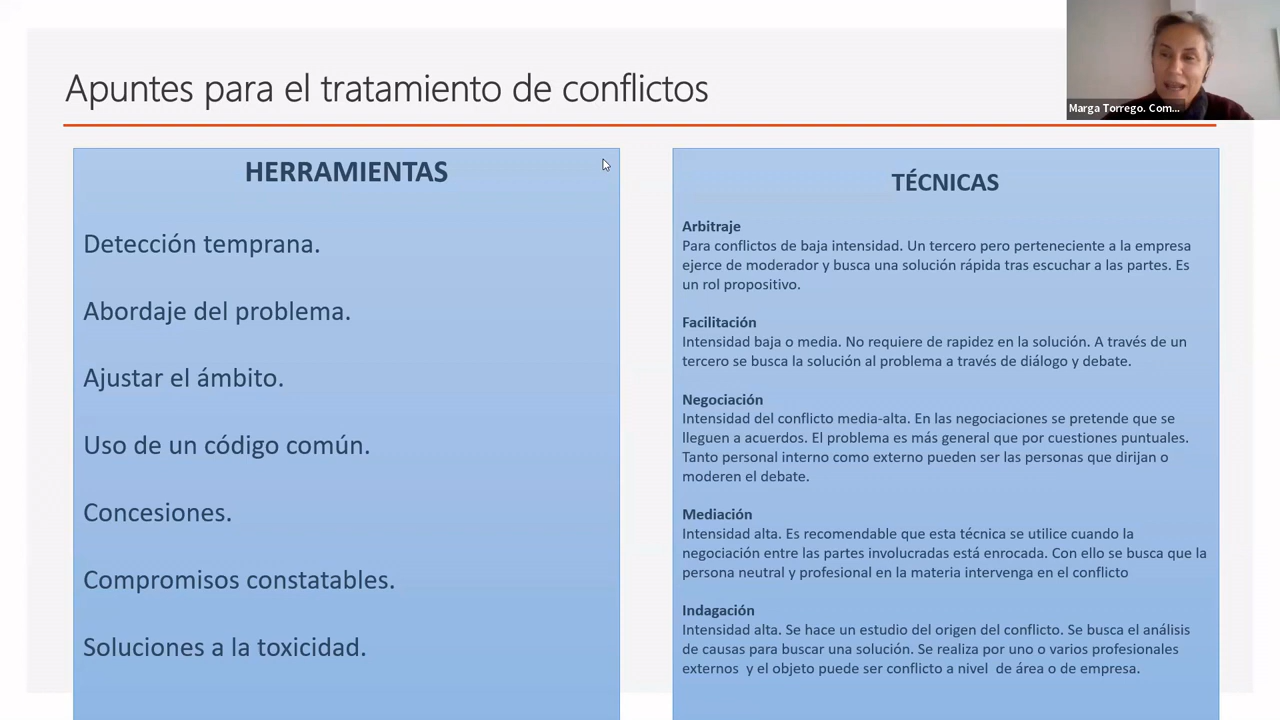 Apuntes para el tratamiento de conflictos
Marga Torrego. Com...
HERRAMIENTAS
Detección temprana.
Abordaje del problema.
Ajustar el ámbito.
Uso de un código común.
Concesiones.
Compromisos constatables.
Soluciones a la toxicidad.
TÉCNICAS
Arbitraje
Para conflictos de baja intensidad. Un tercero pero perteneciente a la empresa
ejerce de moderador y busca una solución rápida tras escuchar a las partes. Es
un rol propositivo.
Facilitación
Intensidad baja o media. No requiere de rapidez en la solución. A través de un
tercero se busca la solución al problema a través de diálogo y debate.
Negociación
Intensidad del conflicto media-alta. En las negociaciones se pretende que se
lleguen a acuerdos. El problema es más general que por cuestiones puntuales.
Tanto personal interno como externo pueden ser las personas que dirijan o
moderen el debate.
Mediación
Intensidad alta. Es recomendable que esta técnica se utilice cuando la
negociación entre las partes involucradas está enrocada. Con ello se busca que la
persona neutral y profesional en la materia intervenga en el conflicto
Indagación
Intensidad alta. Se hace un estudio del origen del conflicto. Se busca el análisis
de causas para buscar una solución. Se realiza por uno o varios profesionales
externos  y el objeto puede ser conflicto a nivel  de área o de empresa.